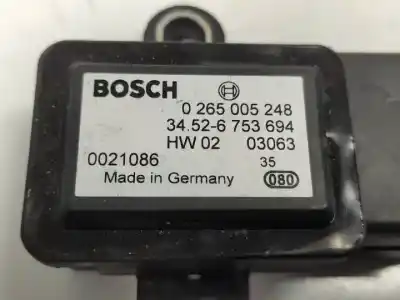 BOSCH
0 265 005 248
34.52-6 753 694
HW 02 03063
0021086 35
Made in Germany 080